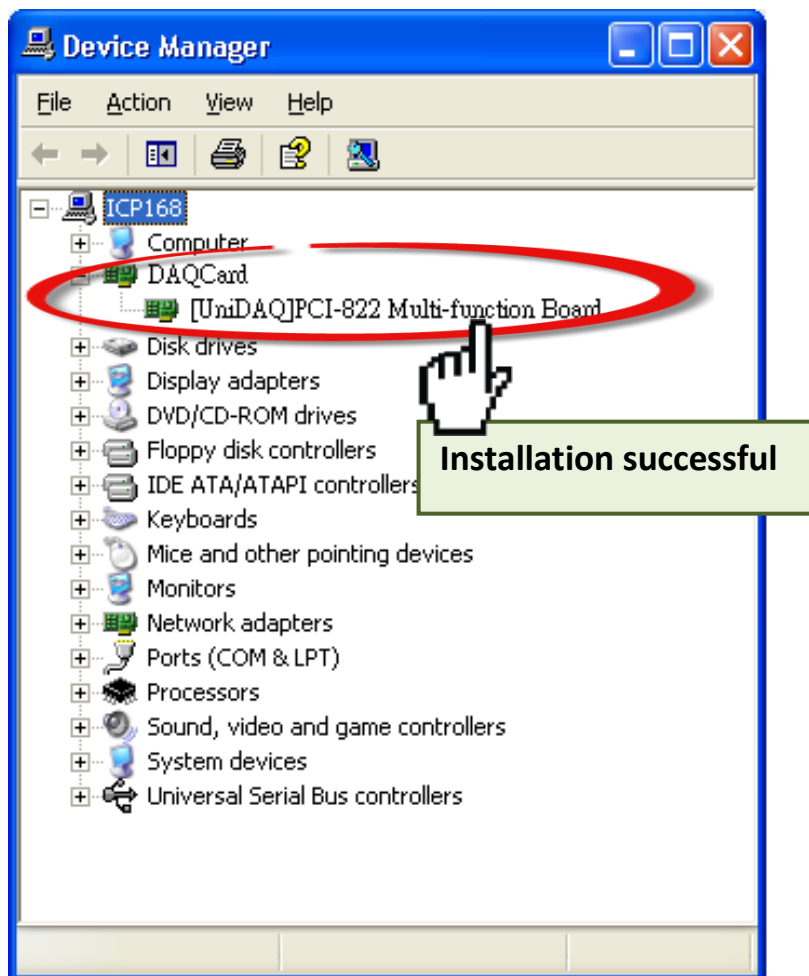 Device Manager
File Action View Help
ICP168
Computer
DAQCard
[UniDAQ]PCI-822 Multi-function Board
Disk drives
Display adapters
DVD/CD-ROM drives
Floppy disk controllers
Installation successful
IDE ATA/ATAPI controllers
Keyboards
Mice and other pointing devices
Monitors
Network adapters
Ports (COM & LPT)
Processors
Sound, video and game controllers
System devices
Universal Serial Bus controllers